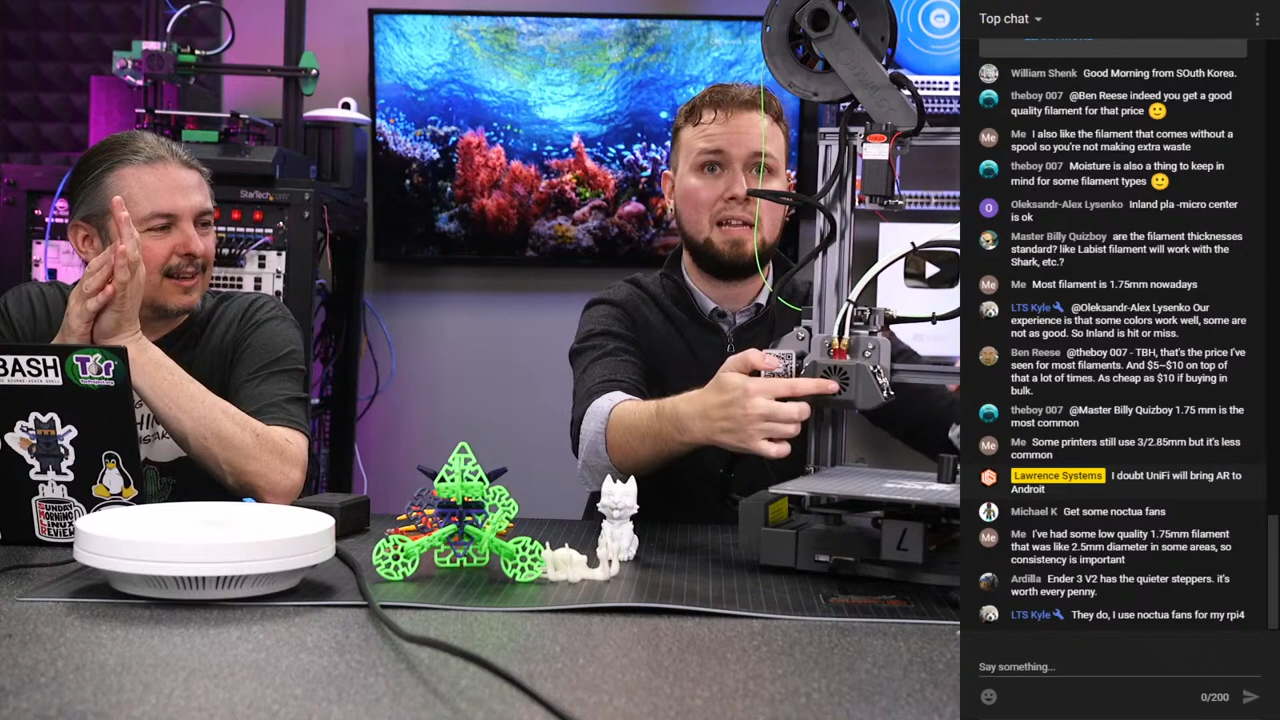 Top chat
William Shenk Good Morning from SOuth Korea.
theboy 007 @Ben Reese indeed you get a good
quality filament for that price
Me I also like the filament that comes without a
spool so you're not making extra waste
theboy 007 Moisture is also a thing to keep in
mind for some filament types
Oleksandr-Alex Lysenko Inland pla -micro center
is ok
Master Billy Quizboy are the filament thicknesses
standard? like Labist filament will work with the
Shark, etc.?
Me Most filament is 1.75mm nowadays
LTS Kyle @Oleksandr-Alex Lysenko Our
experience is that some colors work well, some are
not as good. So Inland is hit or miss.
Ben Reese @theboy 007 - TBH, that's the price I've
seen for most filaments. And $5–$10 on top of
that a lot of times. As cheap as $10 if buying in
bulk.
theboy 007 @Master Billy Quizboy 1.75 mm is the
most common
Me Some printers still use 3/2.85mm but it's less
common
Lawrence Systems I doubt UniFi will bring AR to
Androit
Michael K Get some noctua fans
Me I've had some low quality 1.75mm filament
that was like 2.5mm diameter in some areas, so
consistency is important
Ardilla Ender 3 V2 has the quieter steppers. it's
worth every penny.
LTS Kyle They do, I use noctua fans for my rpi4
Say something...
0/200
StarTech
BASH
THE BOURNE-AGAIN SHELL
Tor
TorProject.org
SUNDAY
MORNING
LINUX
REVIEW
L